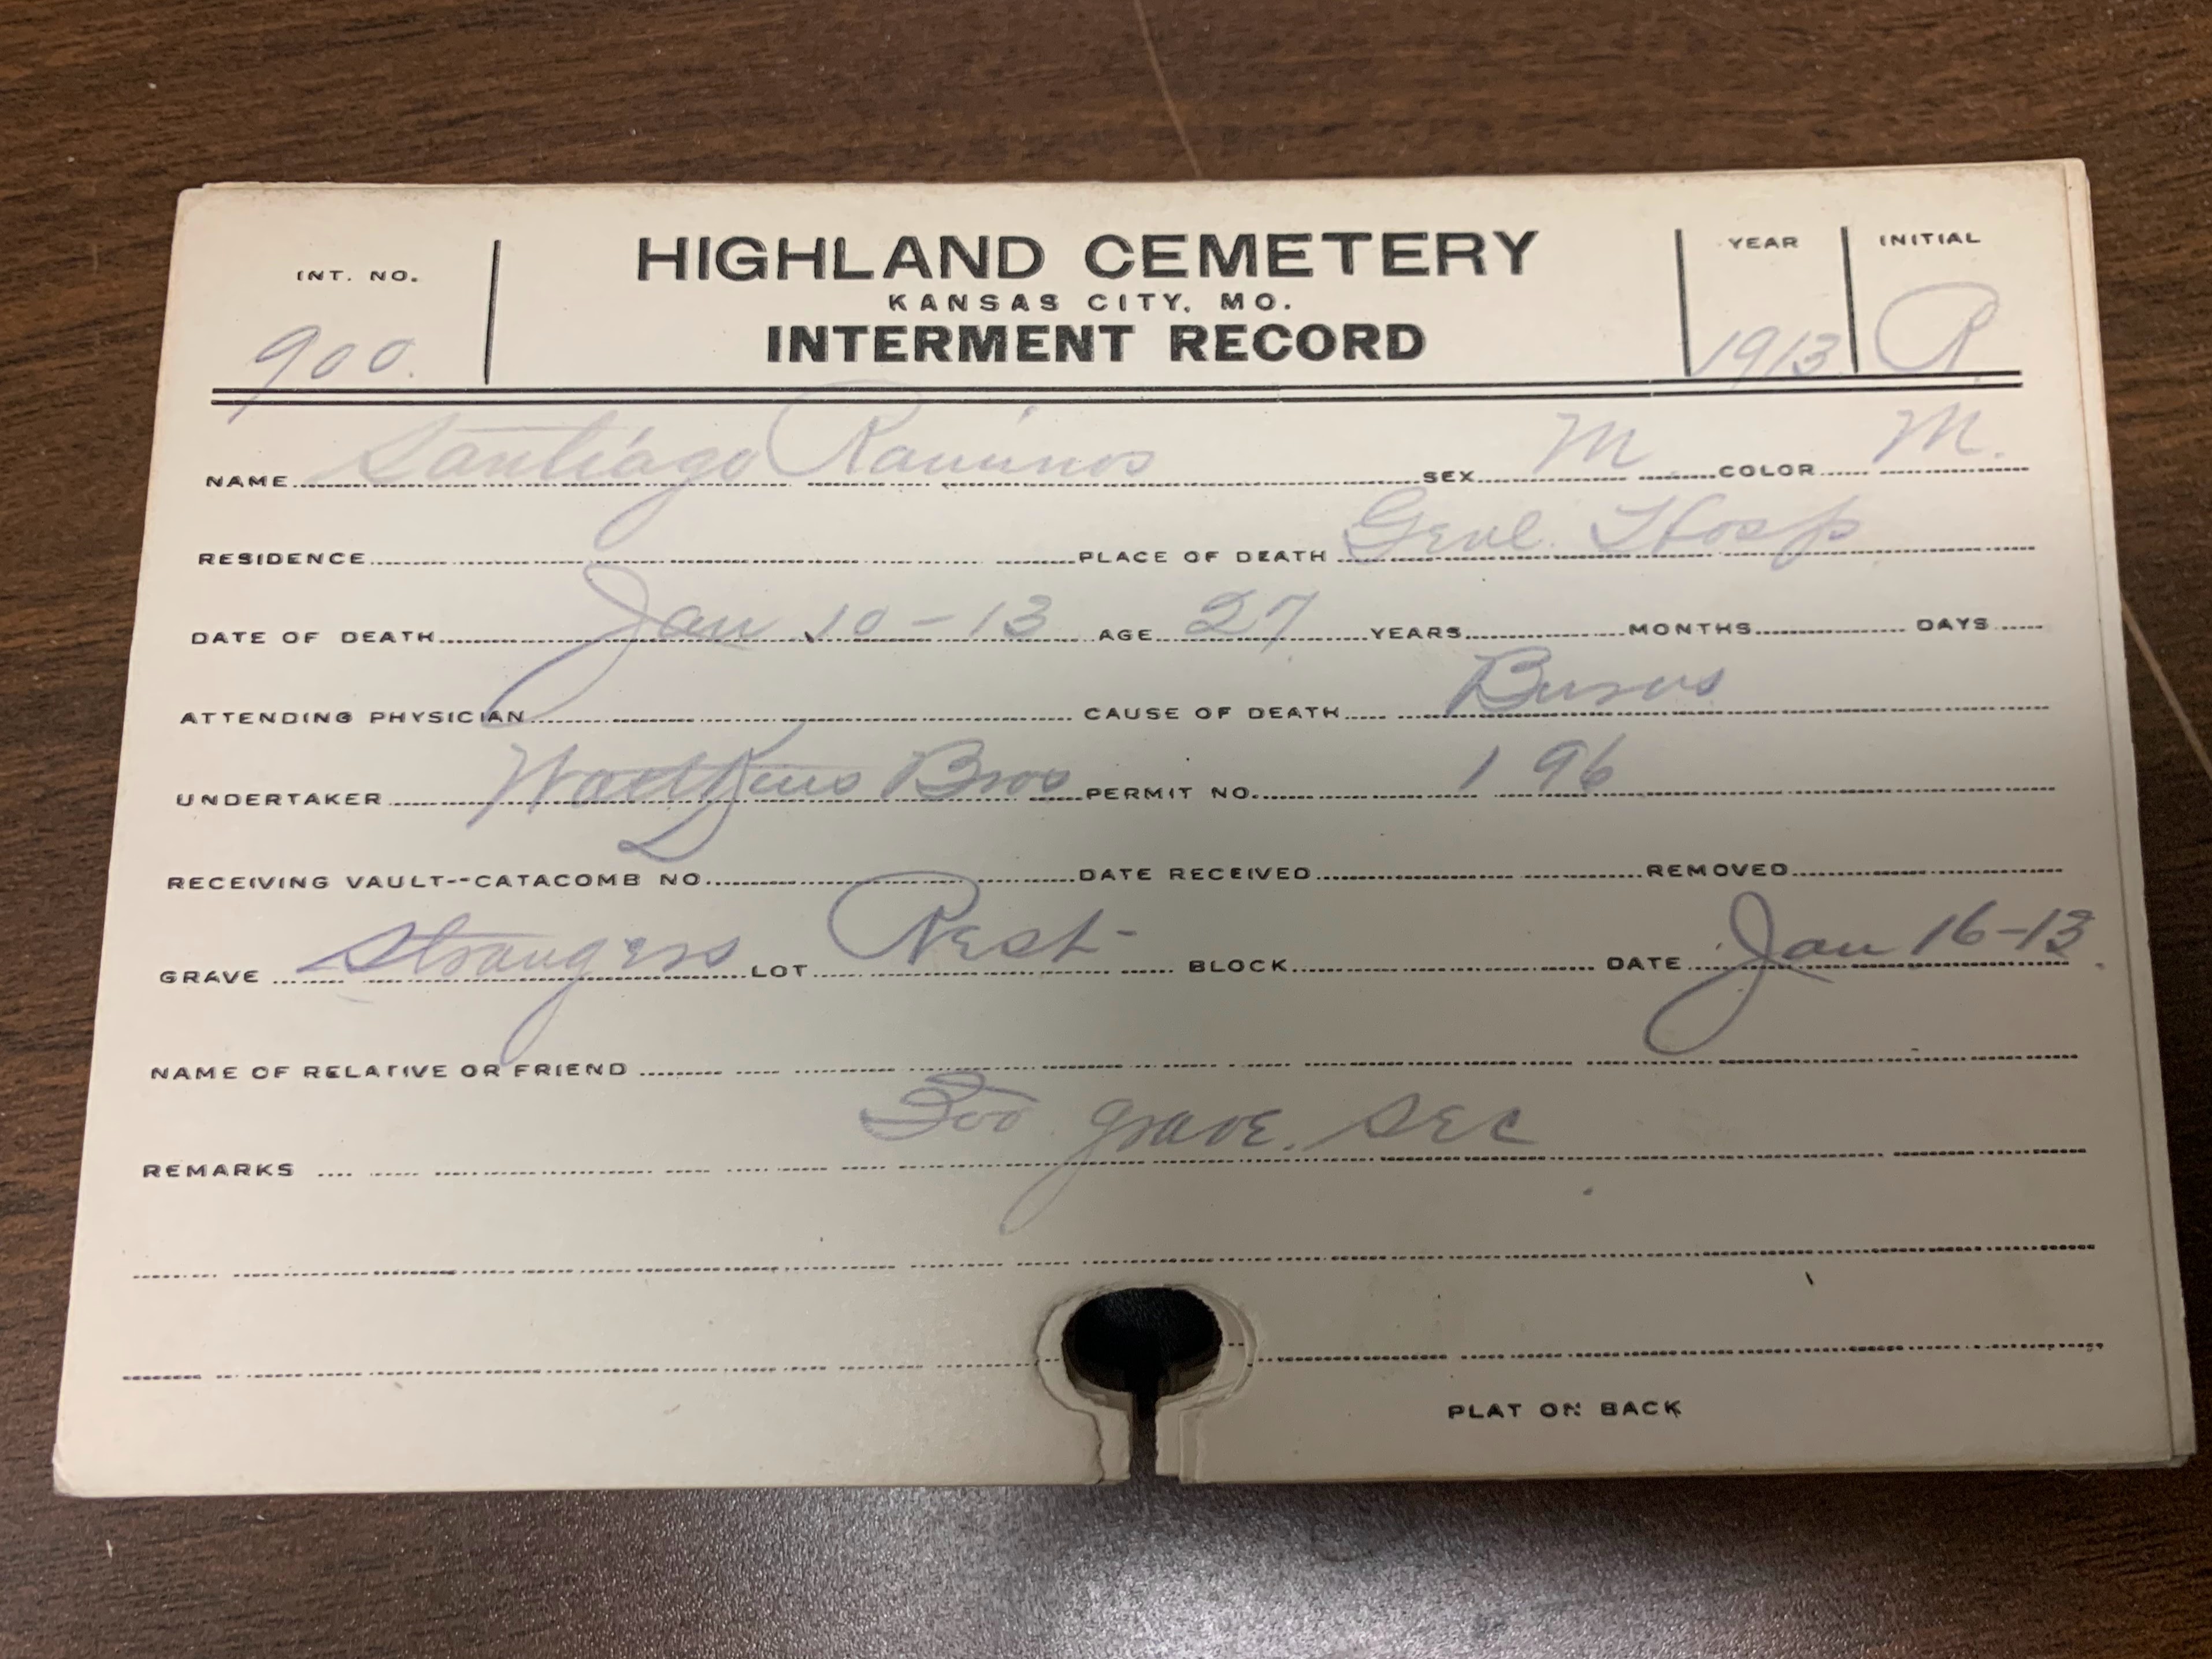 INT. NO. HIGHLAND CEMETERY YEAR INITIAL
KANSAS CITY, MO.
900. INTERMENT RECORD 1913 R.
NAME Santiago SEX M. COLOR M.
RESIDENCE PLACE OF DEATH Genl. Hosp.
DATE OF DEATH Jan 10-13 AGE 27 YEARS MONTHS DAYS
ATTENDING PHYSICIAN CAUSE OF DEATH Burns
UNDERTAKER Watkins Bros PERMIT NO. 196
RECEIVING VAULT--CATACOMB NO. DATE RECEIVED REMOVED
GRAVE Strangers LOT Rest BLOCK DATE Jan 16-13.
NAME OF RELATIVE OR FRIEND
REMARKS grave. Sec
PLAT ON BACK